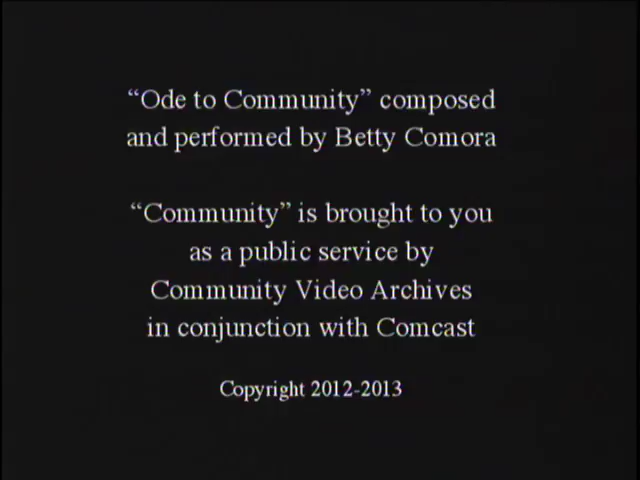 “Ode to Community” composed
and performed by Betty Comora
“Community” is brought to you
as a public service by
Community Video Archives
in conjunction with Comcast
Copyright 2012-2013